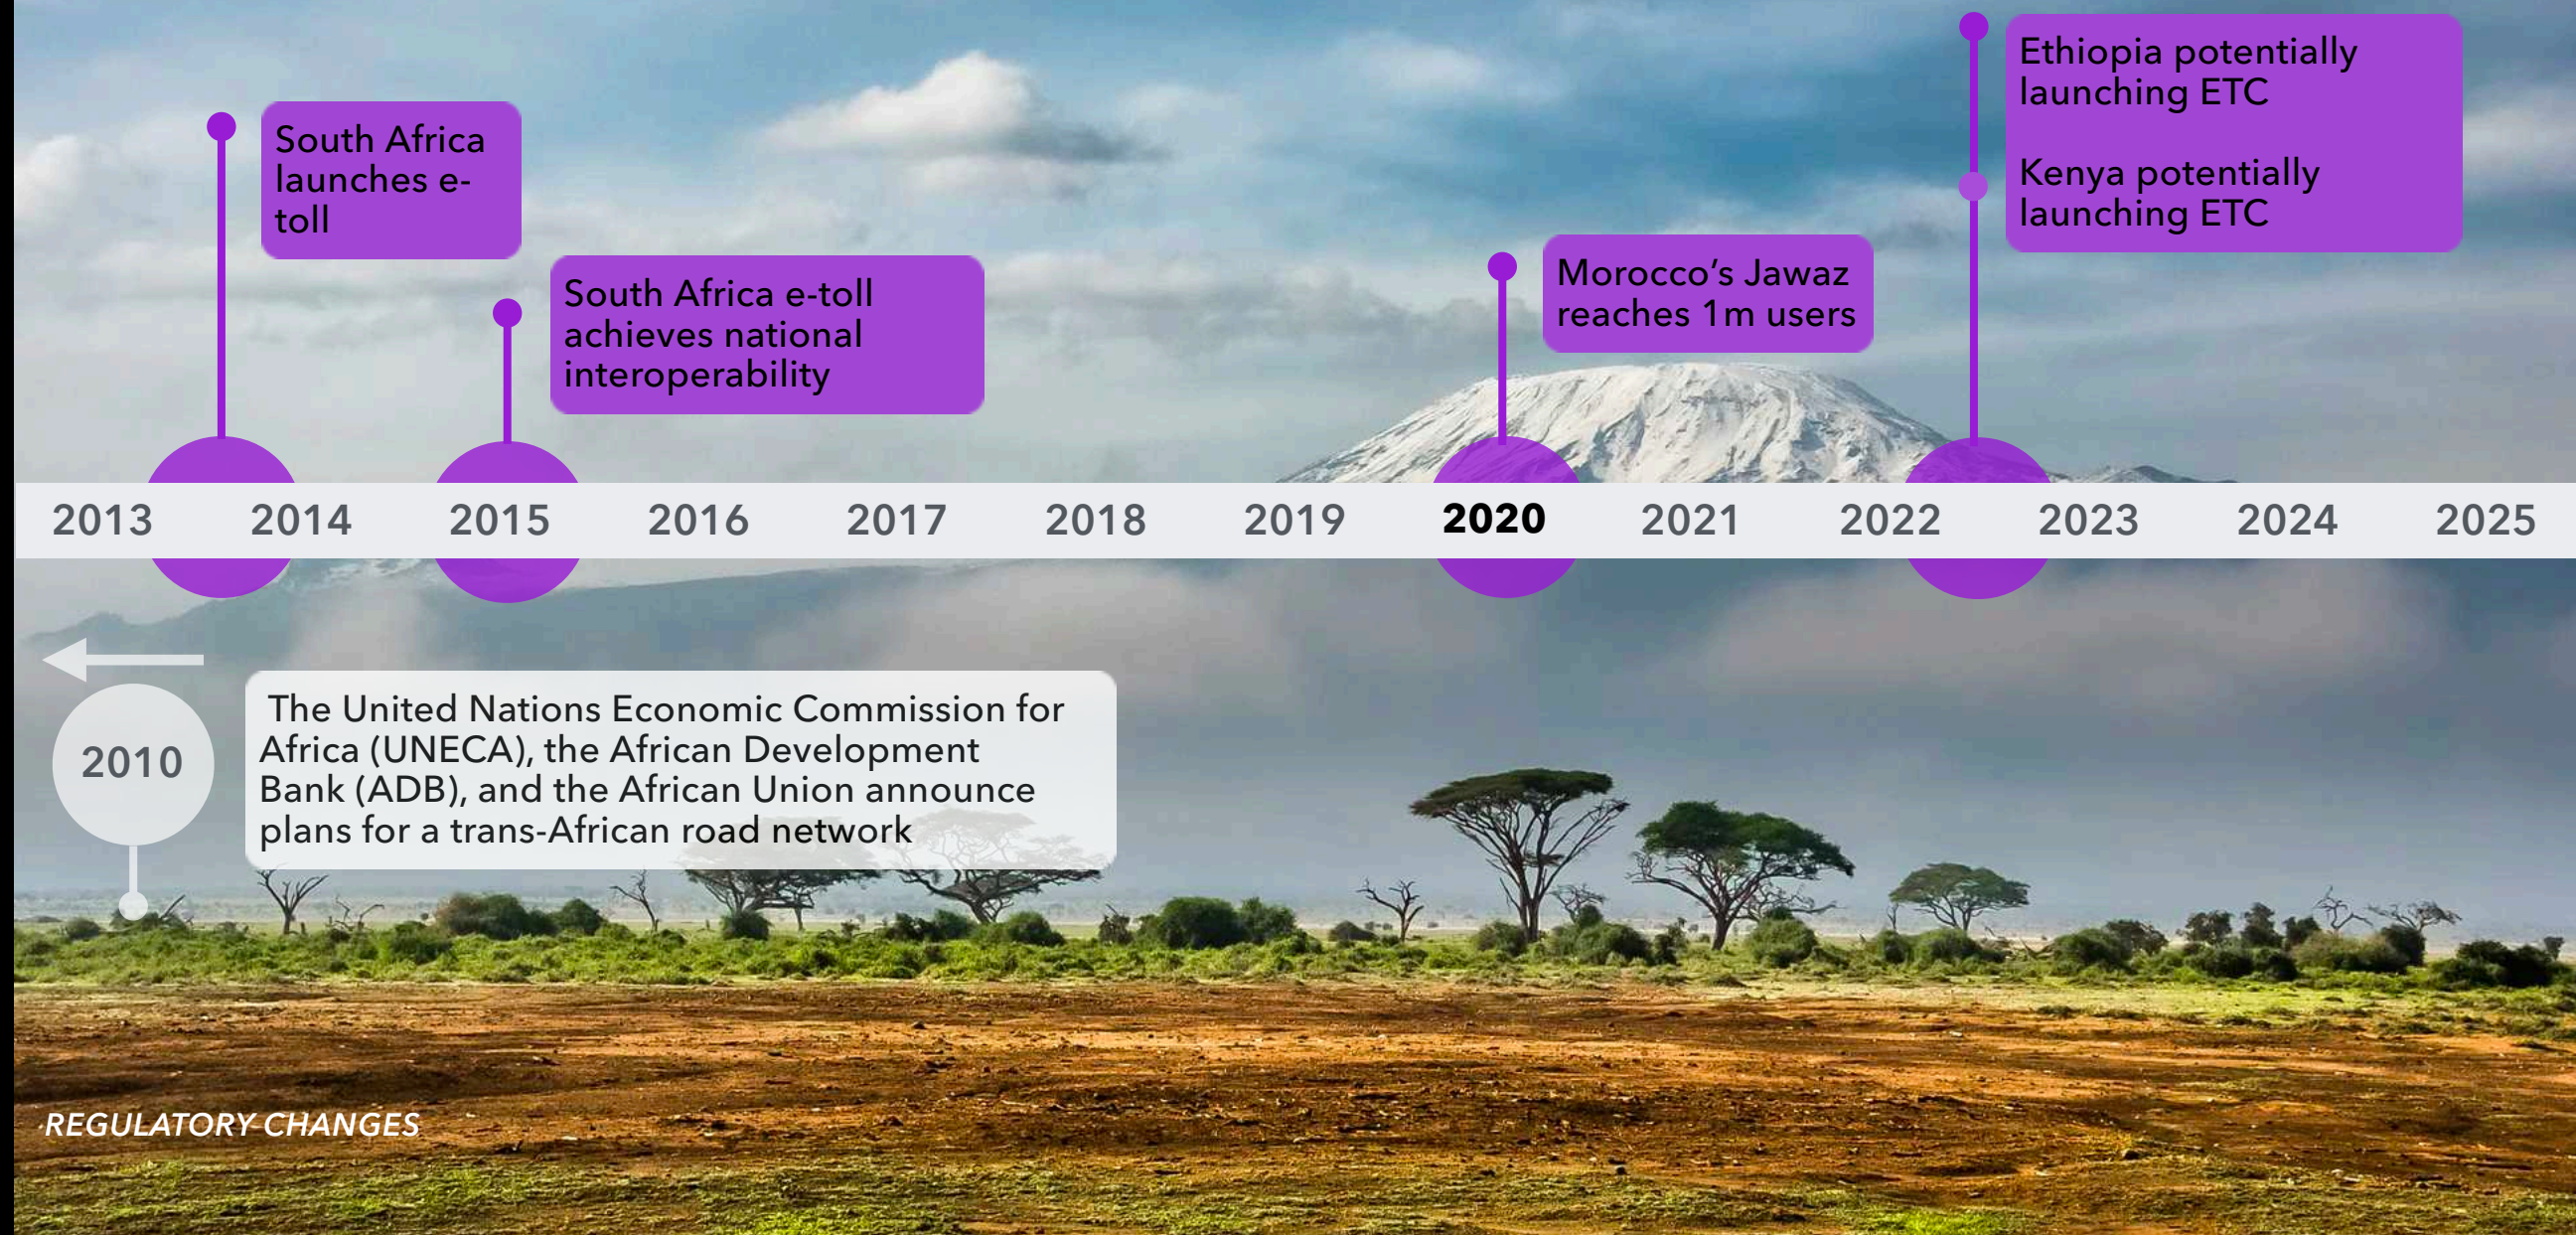 Ethiopia potentially
launching ETC
Kenya potentially
launching ETC
South Africa
launches e-
toll
South Africa e-toll
achieves national
interoperability
Morocco’s Jawaz
reaches 1m users
2013 2014 2015 2016 2017 2018 2019 2020 2021 2022 2023 2024 2025
2010
The United Nations Economic Commission for
Africa (UNECA), the African Development
Bank (ADB), and the African Union announce
plans for a trans-African road network
REGULATORY CHANGES